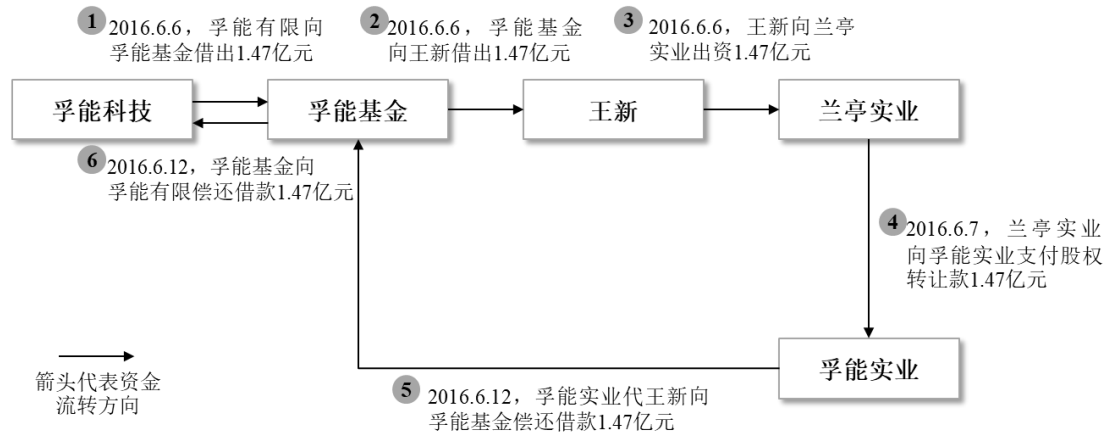 1 2016.6.6，孚能有限向
孚能基金借出1.47亿元
2 2016.6.6，孚能基金
向王新借出1.47亿元
3 2016.6.6，王新向兰亭
实业出资1.47亿元
孚能科技
孚能基金
王新
兰亭实业
6 2016.6.12，孚能基金向
孚能有限偿还借款1.47亿元
4 2016.6.7，兰亭实业
向孚能实业支付股权
转让款1.47亿元
孚能实业
箭头代表资金
流转方向
5 2016.6.12，孚能实业代王新向
孚能基金偿还借款1.47亿元